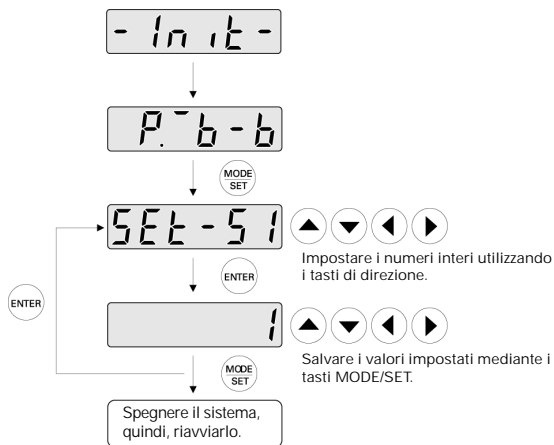 - Init -
P. ¯b-b
MODE
SET
SEt-51
Impostare i numeri interi utilizzando
i tasti di direzione.
ENTER
ENTER
1
Salvare i valori impostati mediante i
tasti MODE/SET.
MODE
SET
Spegnere il sistema,
quindi, riavviarlo.